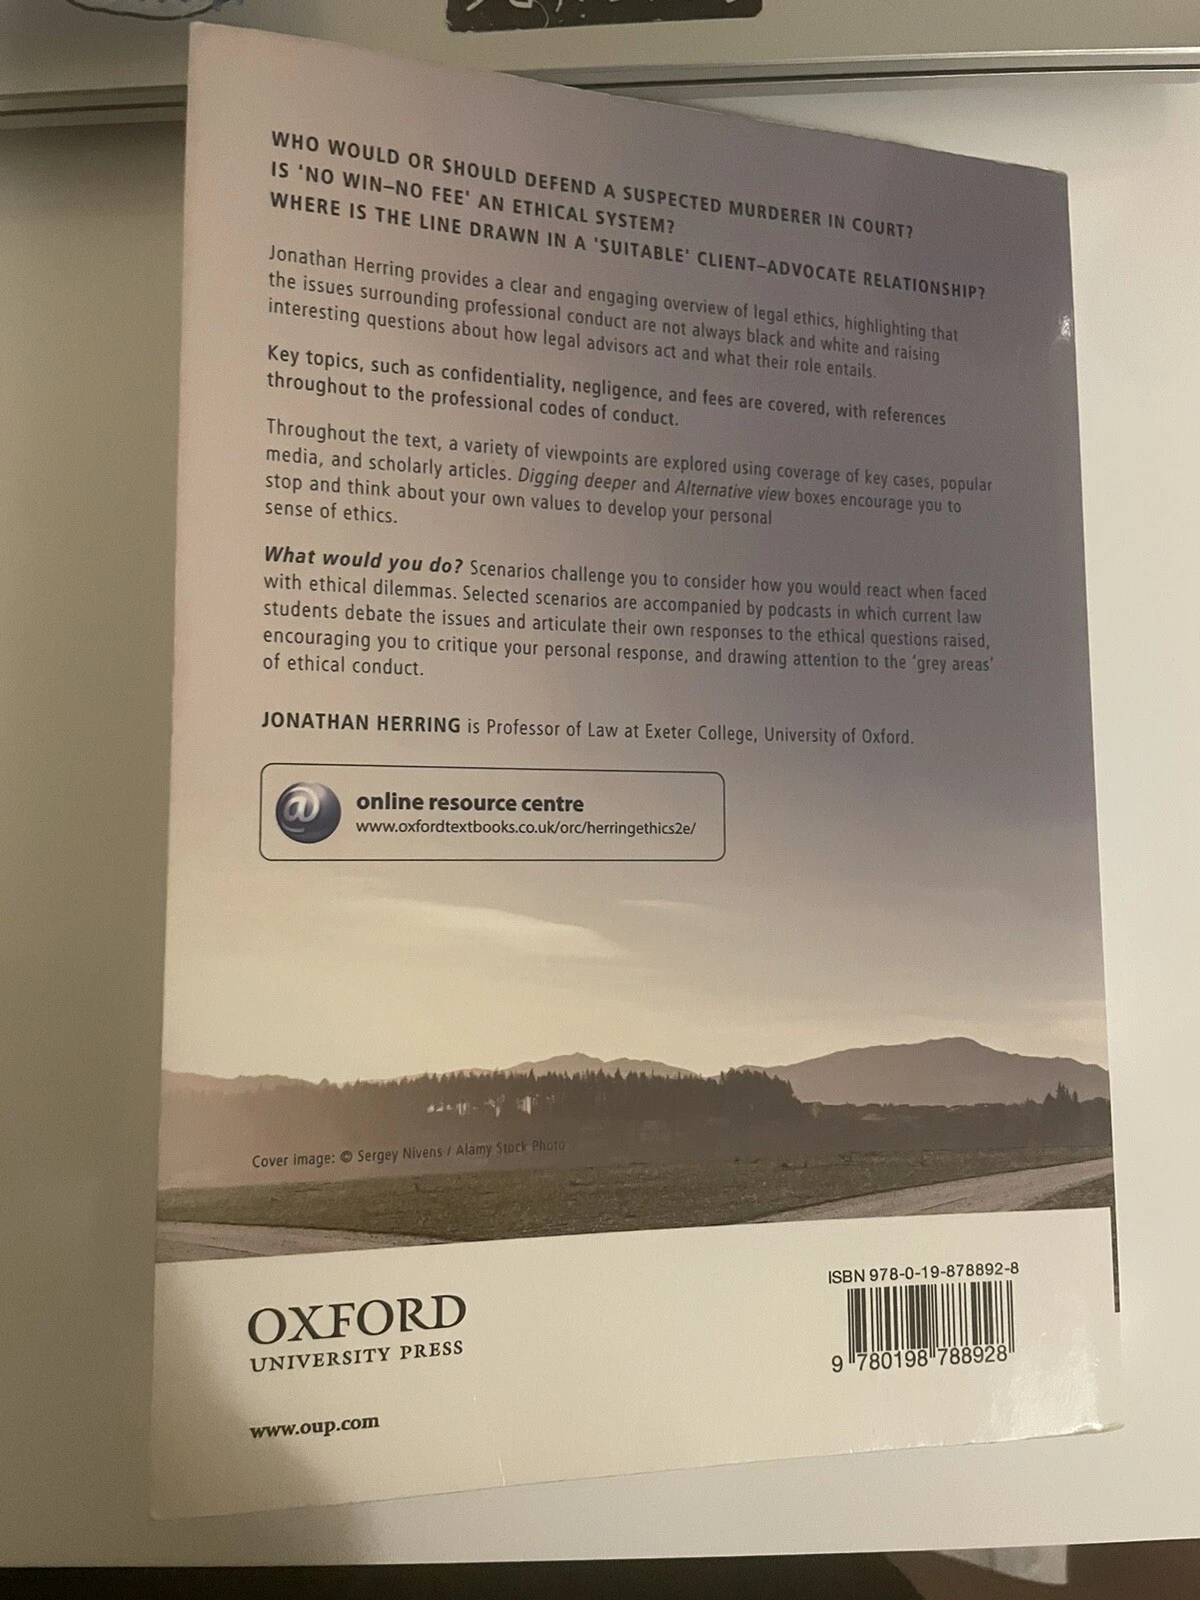 WHO WOULD OR SHOULD DEFEND A SUSPECTED MURDERER IN COURT?
IS 'NO WIN–NO FEE' AN ETHICAL SYSTEM?
WHERE IS THE LINE DRAWN IN A 'SUITABLE' CLIENT–ADVOCATE RELATIONSHIP?
Jonathan Herring provides a clear and engaging overview of legal ethics, highlighting that
the issues surrounding professional conduct are not always black and white and raising
interesting questions about how legal advisors act and what their role entails.
Key topics, such as confidentiality, negligence, and fees are covered, with references
throughout to the professional codes of conduct.
Throughout the text, a variety of viewpoints are explored using coverage of key cases, popular
media, and scholarly articles. Digging deeper and Alternative view boxes encourage you to
stop and think about your own values to develop your personal
sense of ethics.
What would you do? Scenarios challenge you to consider how you would react when faced
with ethical dilemmas. Selected scenarios are accompanied by podcasts in which current law
students debate the issues and articulate their own responses to the ethical questions raised,
encouraging you to critique your personal response, and drawing attention to the 'grey areas'
of ethical conduct.
JONATHAN HERRING is Professor of Law at Exeter College, University of Oxford.
@ online resource centre
www.oxfordtextbooks.co.uk/orc/herringethics2e/
Cover image: © Sergey Nivens / Alamy Stock Photo
OXFORD
UNIVERSITY PRESS
www.oup.com
ISBN 978-0-19-878892-8
9 780198 788928